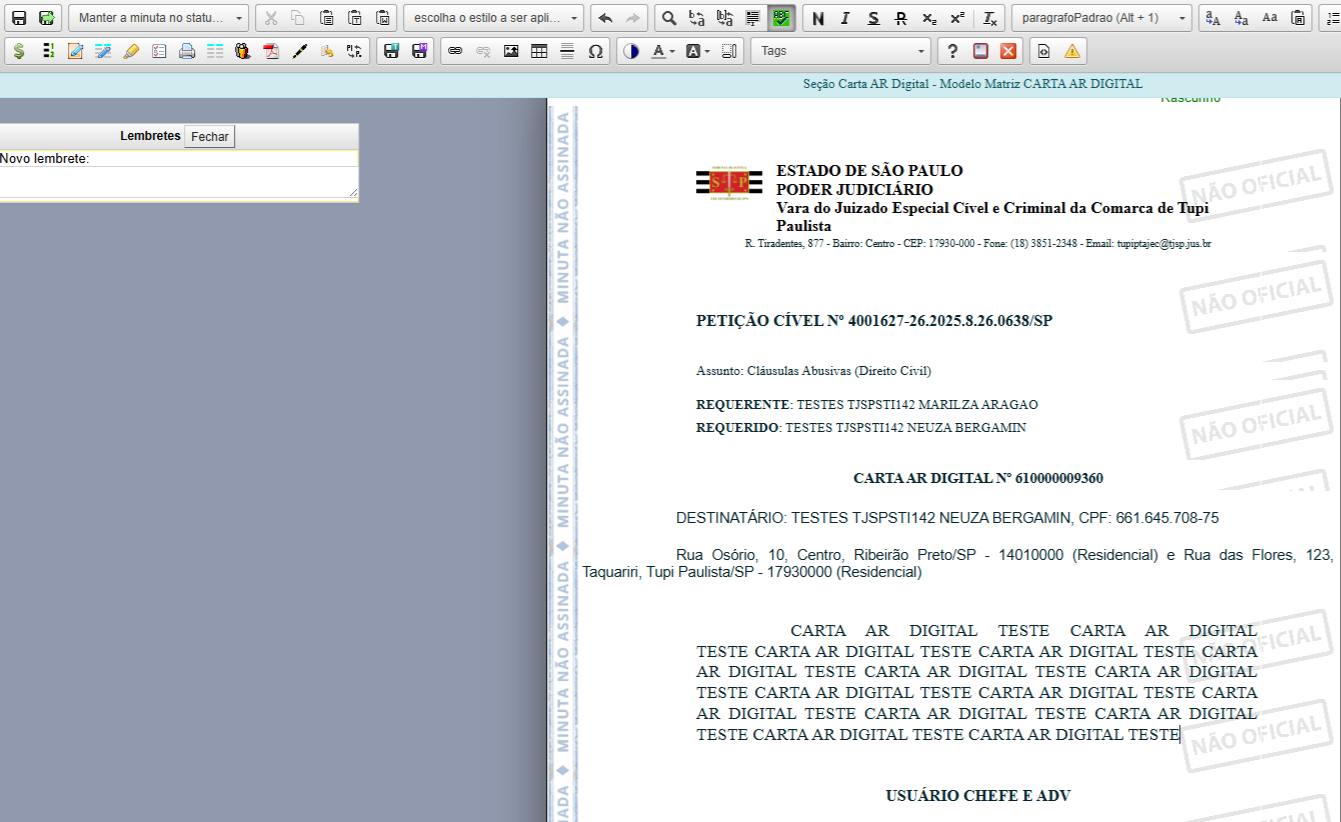 Manter a minuta no statu...
escolha o estilo a ser apli...
paragrafoPadrao (Alt + 1)
Tags
Seção Carta AR Digital - Modelo Matriz CARTA AR DIGITAL
Rascunho
Lembretes Fechar
Novo lembrete:
MINUTA NÃO ASSINADA
MINUTA NÃO ASSINADA
MINUTA NÃO ASSINADA
ESTADO DE SÃO PAULO
PODER JUDICIÁRIO
Vara do Juizado Especial Cível e Criminal da Comarca de Tupi
Paulista
R. Tiradentes, 877 - Bairro: Centro - CEP: 17930-000 - Fone: (18) 3851-2348 - Email: tupiptajec@tjsp.jus.br
NÃO OFICIAL
NÃO OFICIAL
PETIÇÃO CÍVEL Nº 4001627-26.2025.8.26.0638/SP
Assunto: Cláusulas Abusivas (Direito Civil)
REQUERENTE: TESTES TJSPSTI142 MARILZA ARAGAO
REQUERIDO: TESTES TJSPSTI142 NEUZA BERGAMIN
NÃO OFICIAL
CARTA AR DIGITAL Nº 610000009360
DESTINATÁRIO: TESTES TJSPSTI142 NEUZA BERGAMIN, CPF: 661.645.708-75
Rua Osório, 10, Centro, Ribeirão Preto/SP - 14010000 (Residencial) e Rua das Flores, 123,
Taquariri, Tupi Paulista/SP - 17930000 (Residencial)
CARTA AR DIGITAL TESTE CARTA AR DIGITAL
TESTE CARTA AR DIGITAL TESTE CARTA AR DIGITAL TESTE CARTA
AR DIGITAL TESTE CARTA AR DIGITAL TESTE CARTA AR DIGITAL
TESTE CARTA AR DIGITAL TESTE CARTA AR DIGITAL TESTE CARTA
AR DIGITAL TESTE CARTA AR DIGITAL TESTE CARTA AR DIGITAL
TESTE CARTA AR DIGITAL TESTE CARTA AR DIGITAL TESTE
NÃO OFICIAL
NÃO OFICIAL
USUÁRIO CHEFE E ADV